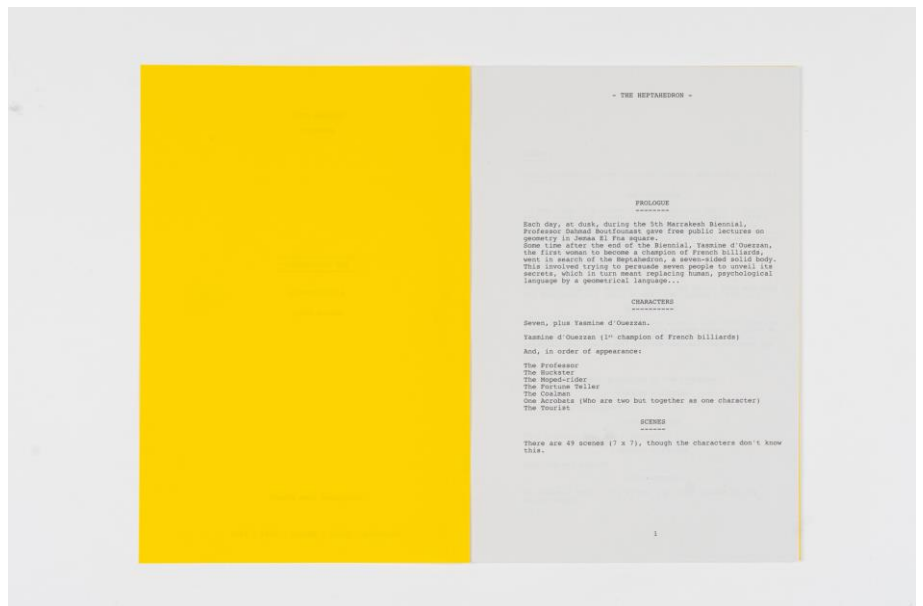 - THE HEPTAHEDRON -
PROLOGUE
--------
Each day, at dusk, during the 5th Marrakesh Biennial,
Professor Dahmad Boutfounast gave free public lectures on
geometry in Jemaa El Fna square.
Some time after the end of the Biennial, Yasmine d'Ouezzan,
the first woman to become a champion of French billiards,
went in search of the Heptahedron, a seven-sided solid body.
This involved trying to persuade seven people to unveil its
secrets, which in turn meant replacing human, psychological
language by a geometrical language...
CHARACTERS
----------
Seven, plus Yasmine d'Ouezzan.
Yasmine d'Ouezzan (1st champion of French billiards)
And, in order of appearance:
The Professor
The Huckster
The Moped-rider
The Fortune Teller
The Coalman
One Acrobats (Who are two but together as one character)
The Tourist
SCENES
------
There are 49 scenes (7 x 7), though the characters don't know
this.
1